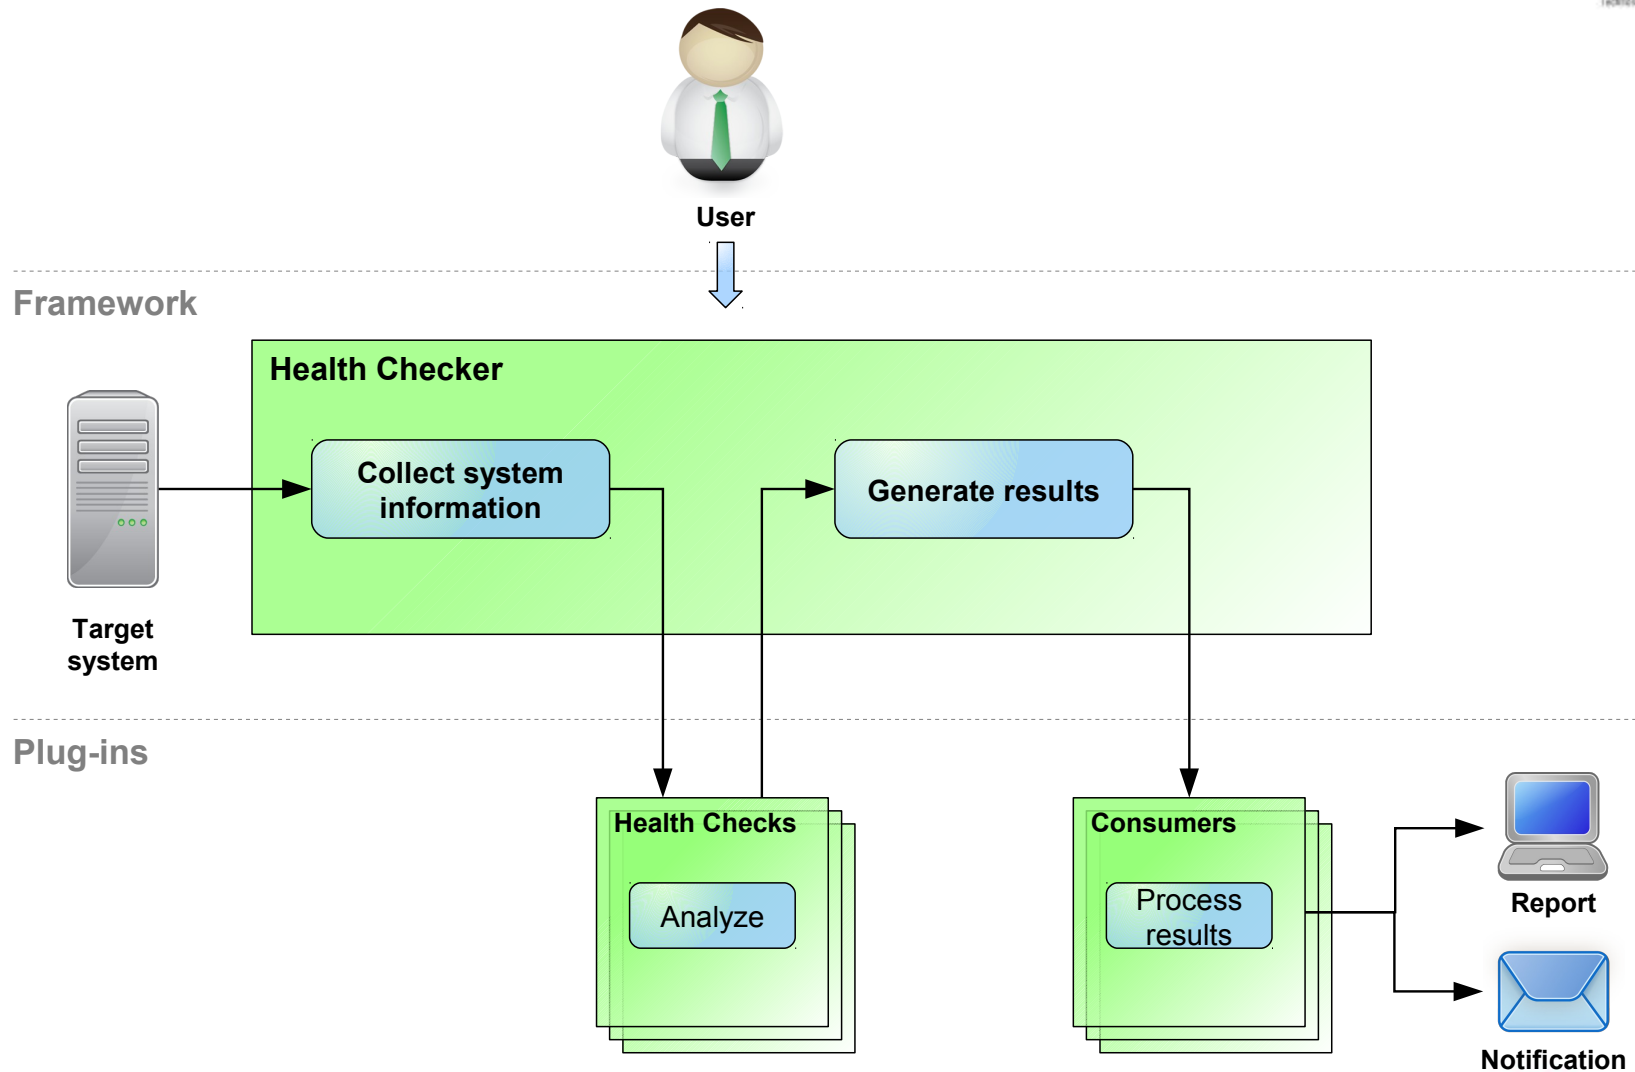 User
Framework
Health Checker
Collect system
information
Generate results
Target
system
Plug-ins
Health Checks
Analyze
Consumers
Process
results
Report
Notification